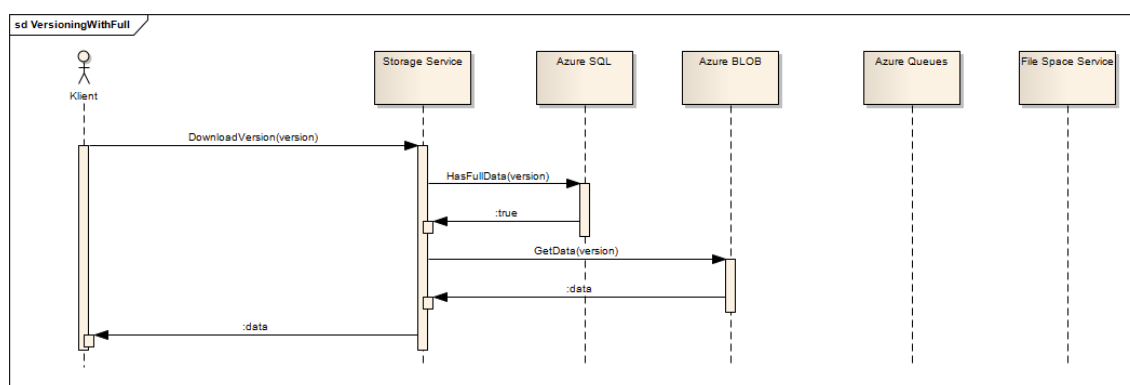 sd VersioningWithFull
Klient
Storage Service
Azure SQL
Azure BLOB
Azure Queues
File Space Service
DownloadVersion(version)
HasFullData(version)
:true
GetData(version)
:data
:data